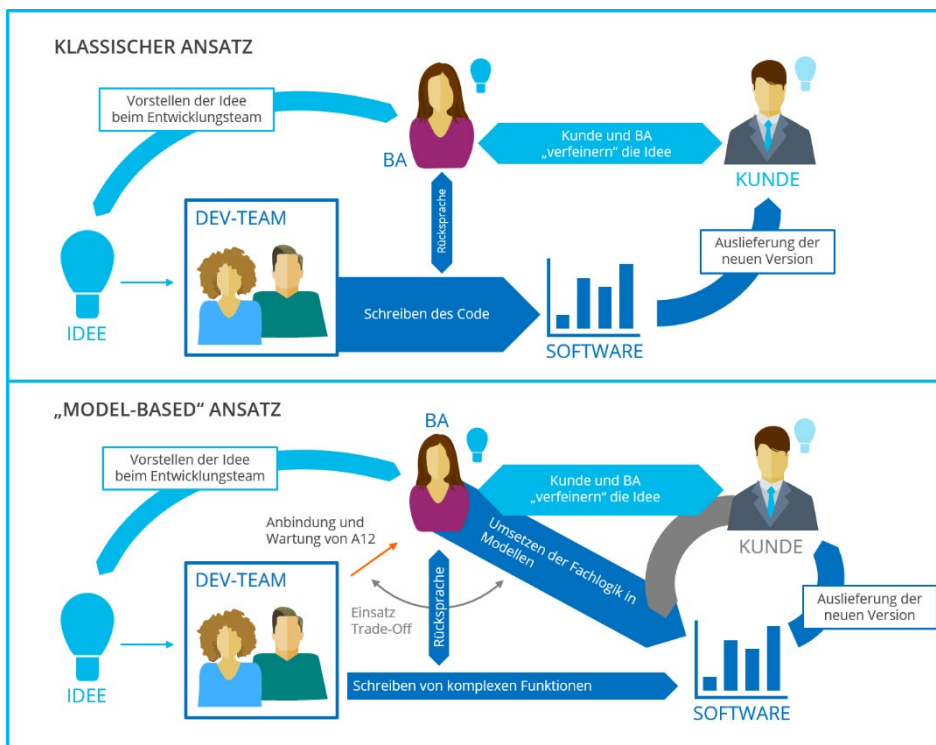 KLASSISCHER ANSATZ
Vorstellen der Idee
beim Entwicklungsteam
BA
Kunde und BA
„verfeinern“ die Idee
KUNDE
Rücksprache
DEV-TEAM
IDEE
Schreiben des Code
SOFTWARE
Auslieferung der
neuen Version
„MODEL-BASED“ ANSATZ
BA
Vorstellen der Idee
beim Entwicklungsteam
Kunde und BA
„verfeinern“ die Idee
KUNDE
Anbindung und
Wartung von A12
Umsetzen der Fachlogik in
Modellen
DEV-TEAM
Einsatz
Trade-Off
Rücksprache
IDEE
Schreiben von komplexen Funktionen
SOFTWARE
Auslieferung der
neuen Version